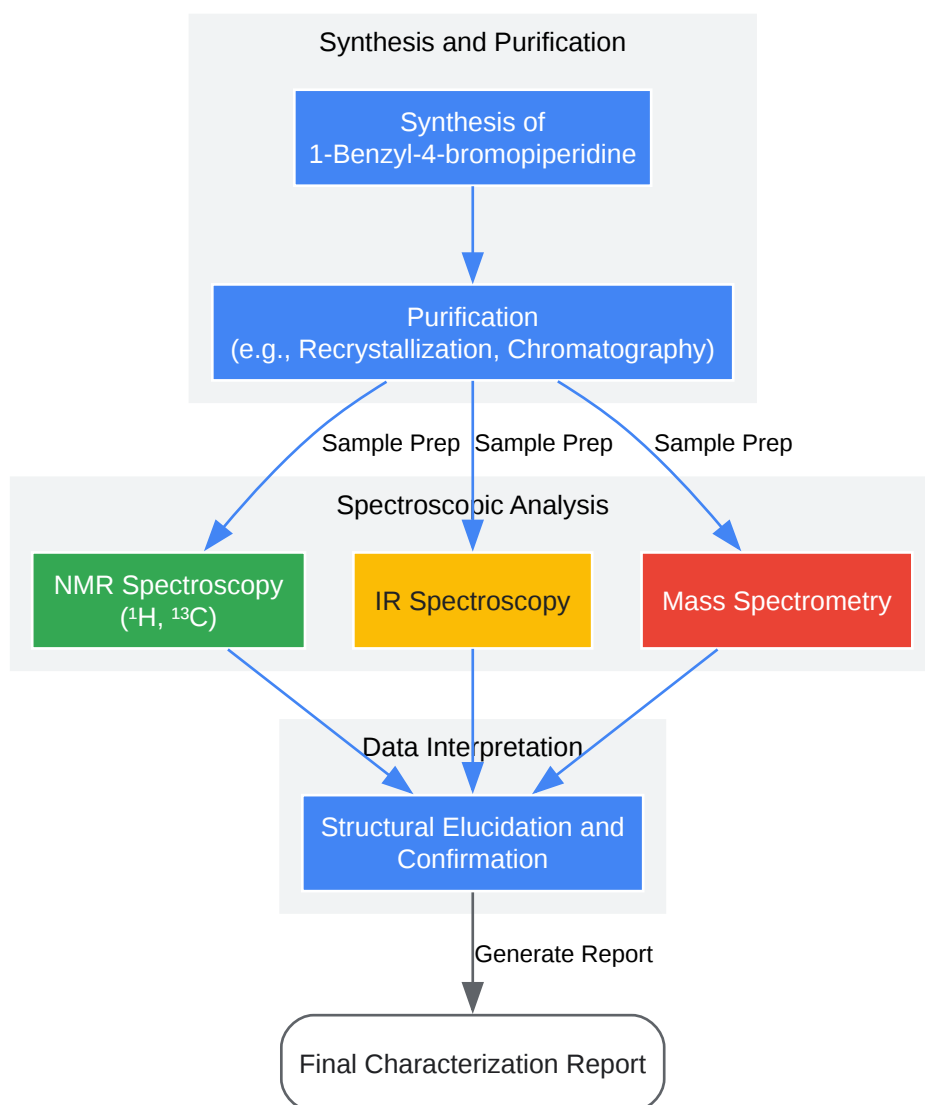 Synthesis and Purification
Synthesis of
1-Benzyl-4-bromopiperidine
Purification
(e.g., Recrystallization, Chromatography)
Sample Prep
Sample Prep
Sample Prep
Spectroscopic Analysis
NMR Spectroscopy
(¹H, ¹³C)
IR Spectroscopy
Mass Spectrometry
Data Interpretation
Structural Elucidation and
Confirmation
Generate Report
Final Characterization Report